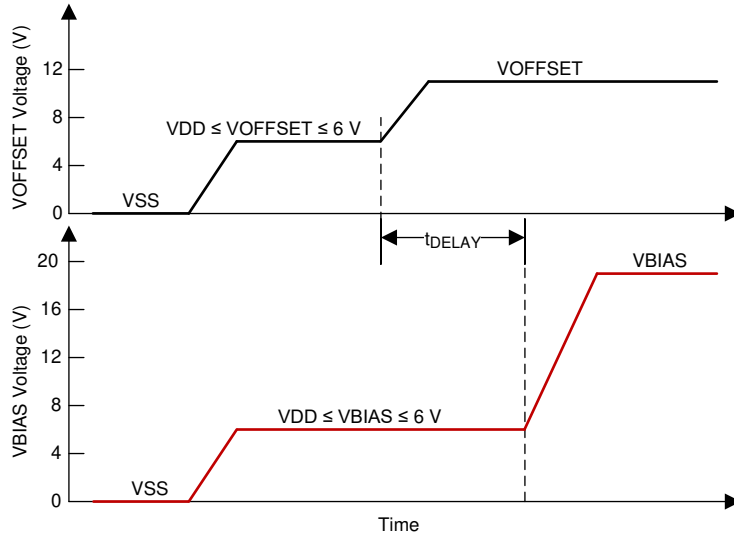 VOFFSET Voltage (V)
12
8
4
0
VOFFSET
VDD ≤ VOFFSET ≤ 6 V
VSS
tDELAY
VBIAS Voltage (V)
20
16
12
8
4
0
VBIAS
VDD ≤ VBIAS ≤ 6 V
VSS
Time